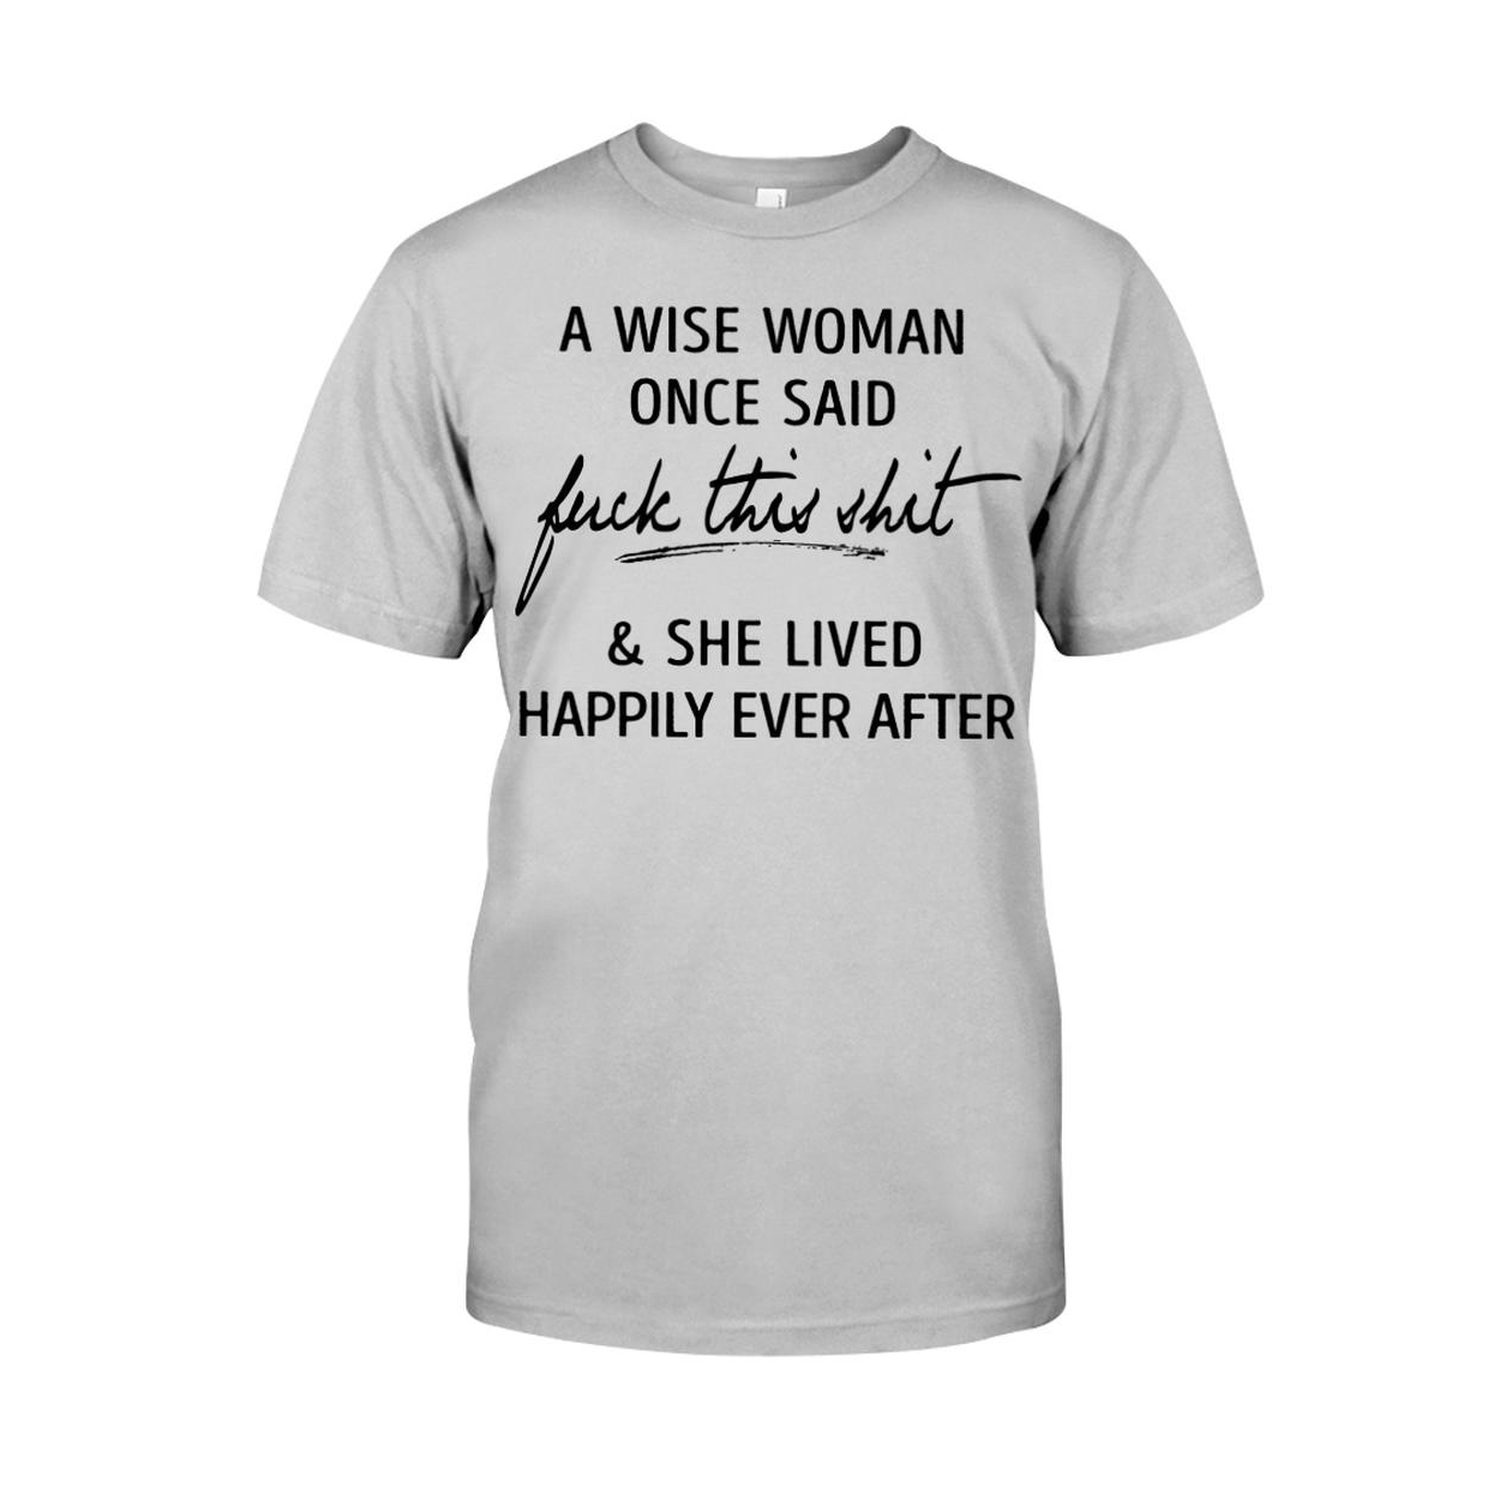 A WISE WOMAN
ONCE SAID
fuck this shit
& SHE LIVED
HAPPILY EVER AFTER